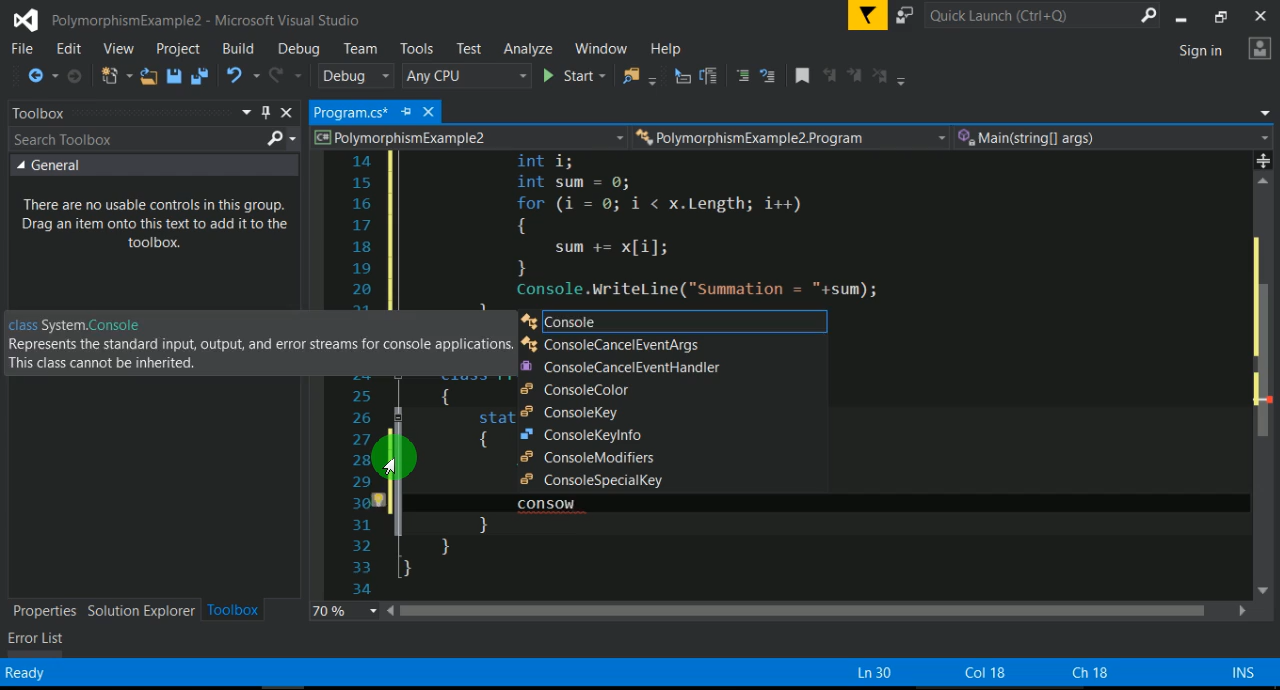 PolymorphismExample2 - Microsoft Visual Studio
Quick Launch (Ctrl+Q)
File Edit View Project Build Debug Team Tools Test Analyze Window Help
Sign in
Debug Any CPU Start
Toolbox
Search Toolbox
General
There are no usable controls in this group.
Drag an item onto this text to add it to the
toolbox.
Program.cs*
PolymorphismExample2 PolymorphismExample2.Program Main(string[] args)
14 int i;
15 int sum = 0;
16 for (i = 0; i < x.Length; i++)
17 {
18 sum += x[i];
19 }
20 Console.WriteLine("Summation = "+sum);
class System.Console
Represents the standard input, output, and error streams for console applications.
This class cannot be inherited.
Console
ConsoleCancelEventArgs
ConsoleCancelEventHandler
ConsoleColor
ConsoleKey
ConsoleKeyInfo
ConsoleModifiers
ConsoleSpecialKey
25 {
26 stat
27 {
28
29
30 consow
31 }
32 }
33 }
34
Properties Solution Explorer Toolbox
70 %
Error List
Ready Ln 30 Col 18 Ch 18 INS